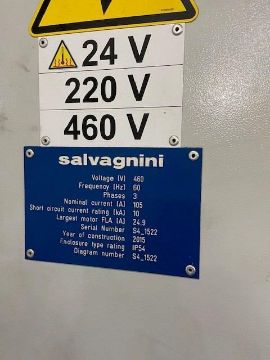 24 V
220 V
460 V
salvagnini
Voltage (V) 460
Frequency (Hz) 60
Phases 3
Nominal current (A) 105
Short circuit current rating (kA) 10
Largest motor FLA (A) 24.9
Serial Number S4_1522
Year of construction 2015
Enclosure type rating IP54
Diagram number S4_1522